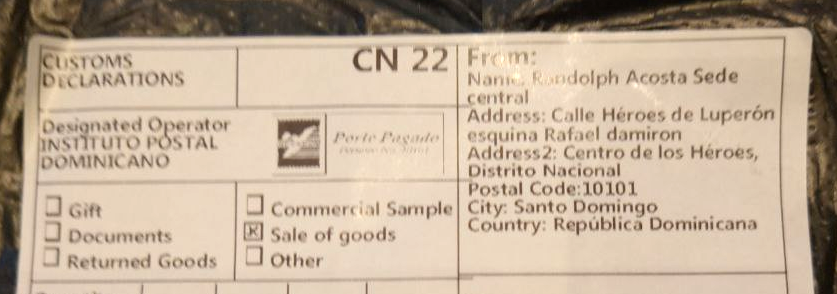 CUSTOMS
DECLARATIONS
CN 22
Designated Operator
INSTITUTO POSTAL
DOMINICANO
Porte Pagado
Gift
Documents
Returned Goods
Commercial Sample
Sale of goods
Other
From:
Name: Randolph Acosta Sede
central
Address: Calle Héroes de Luperón
esquina Rafael damiron
Address2: Centro de los Héroes,
Distrito Nacional
Postal Code:10101
City: Santo Domingo
Country: República Dominicana